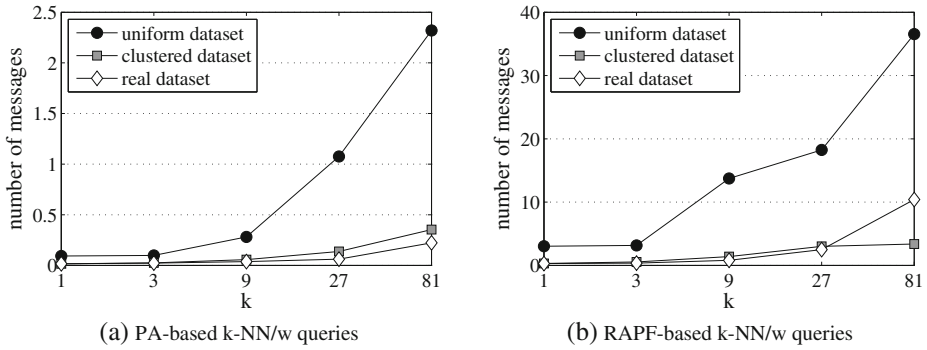 uniform dataset
clustered dataset
real dataset
number of messages
2.5
2
1.5
1
0.5
0
1 3 9 27 81
k
(a) PA-based k-NN/w queries
uniform dataset
clustered dataset
real dataset
number of messages
40
30
20
10
0
1 3 9 27 81
k
(b) RAPF-based k-NN/w queries